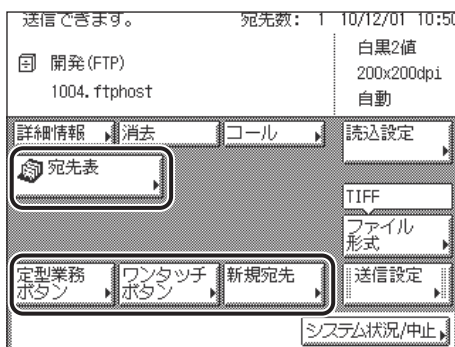 送信できます。 宛先数: 1 10/12/01 10:50
開発(FTP)
1004.ftphost
白黒2値
200x200dpi
自動
詳細情報 消去 コール 読込設定
宛先表
TIFF
ファイル
形式
定型業務
ボタン
ワンタッチ
ボタン
新規宛先
送信設定
システム状況/中止